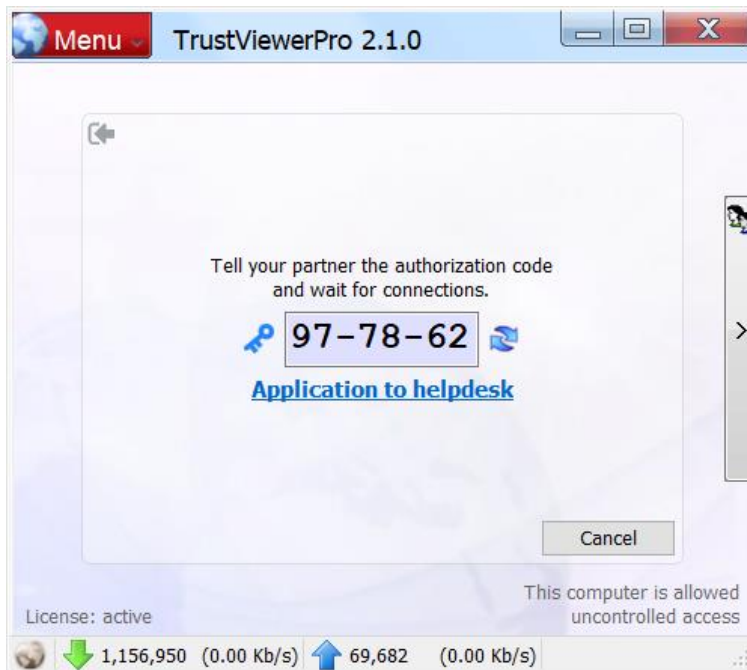 Menu TrustViewerPro 2.1.0
Tell your partner the authorization code
and wait for connections.
97-78-62
Application to helpdesk
Cancel
This computer is allowed
License: active uncontrolled access
1,156,950 (0.00 Kb/s) 69,682 (0.00 Kb/s)